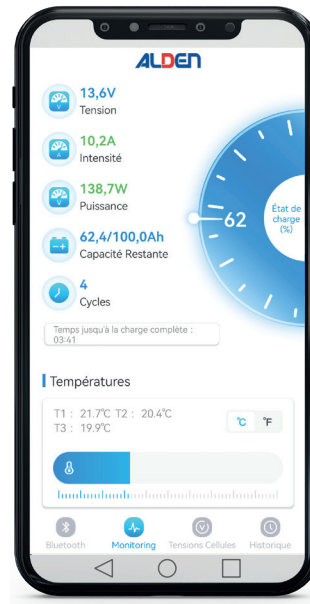 ALDEN
13,6V
Tension
10,2A
Intensité
138,7W
Puissance
62,4/100,0Ah
Capacité Restante
4
Cycles
62
État de
charge
(%)
Temps jusqu'à la charge complète :
03:41
Températures
T1 : 21.7℃ T2 : 20.4℃
T3 : 19.9℃
℃ ℉
Bluetooth Monitoring Tensions Cellules Historique